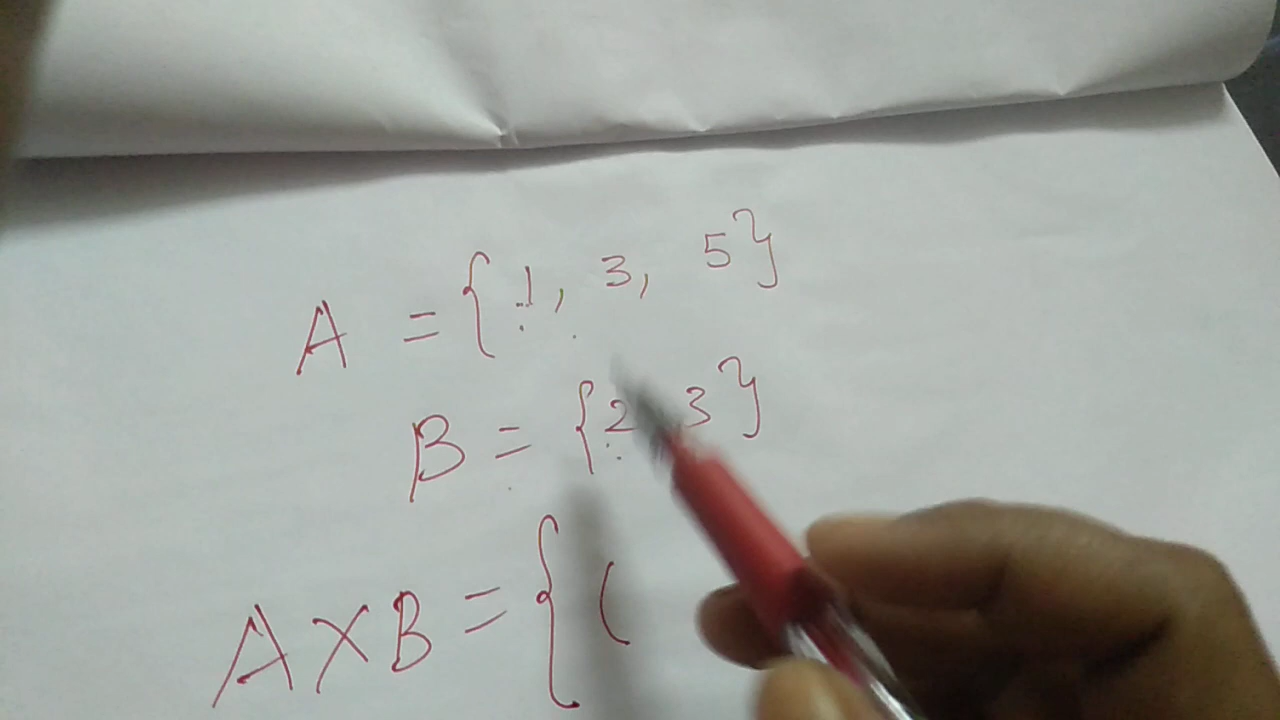 A = {1, 3, 5}
B = {2 3}
A×B = {(